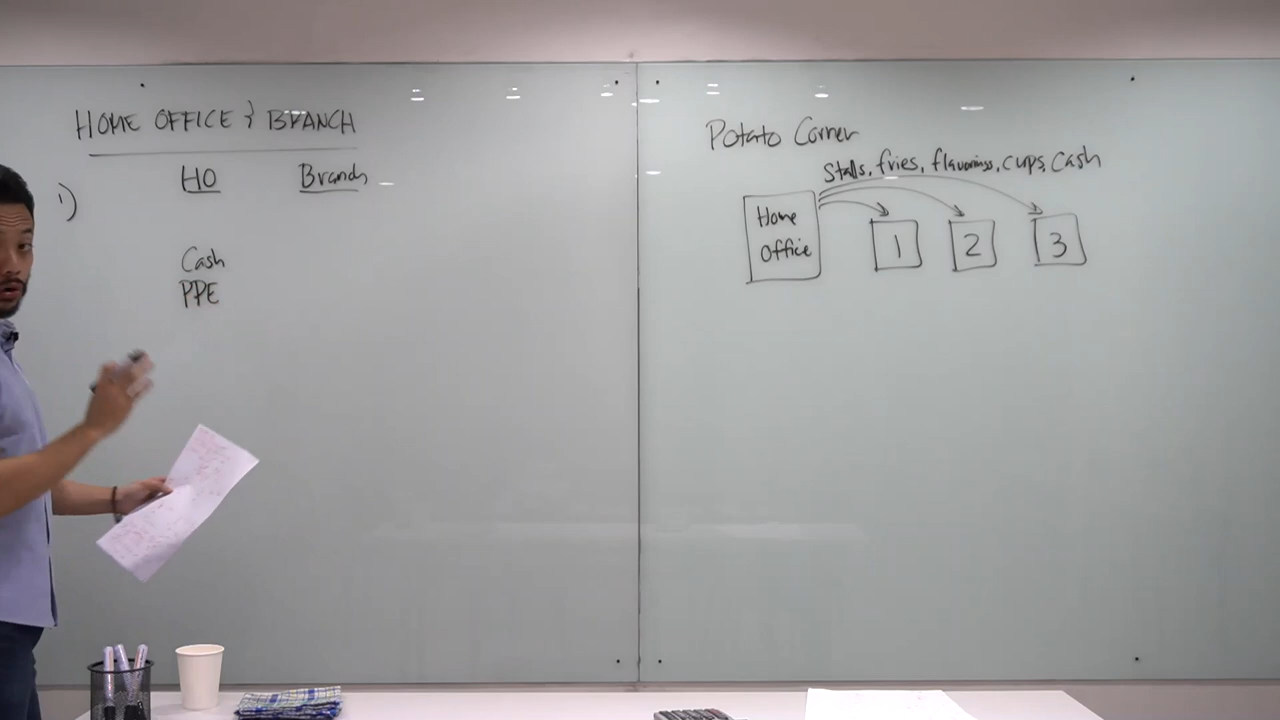 HOME OFFICE & BRANCH
HO Branch
1)
Cash
PPE
Potato Corner
Stalls, fries, flavorings, cups, cash
Home
Office
1 2 3